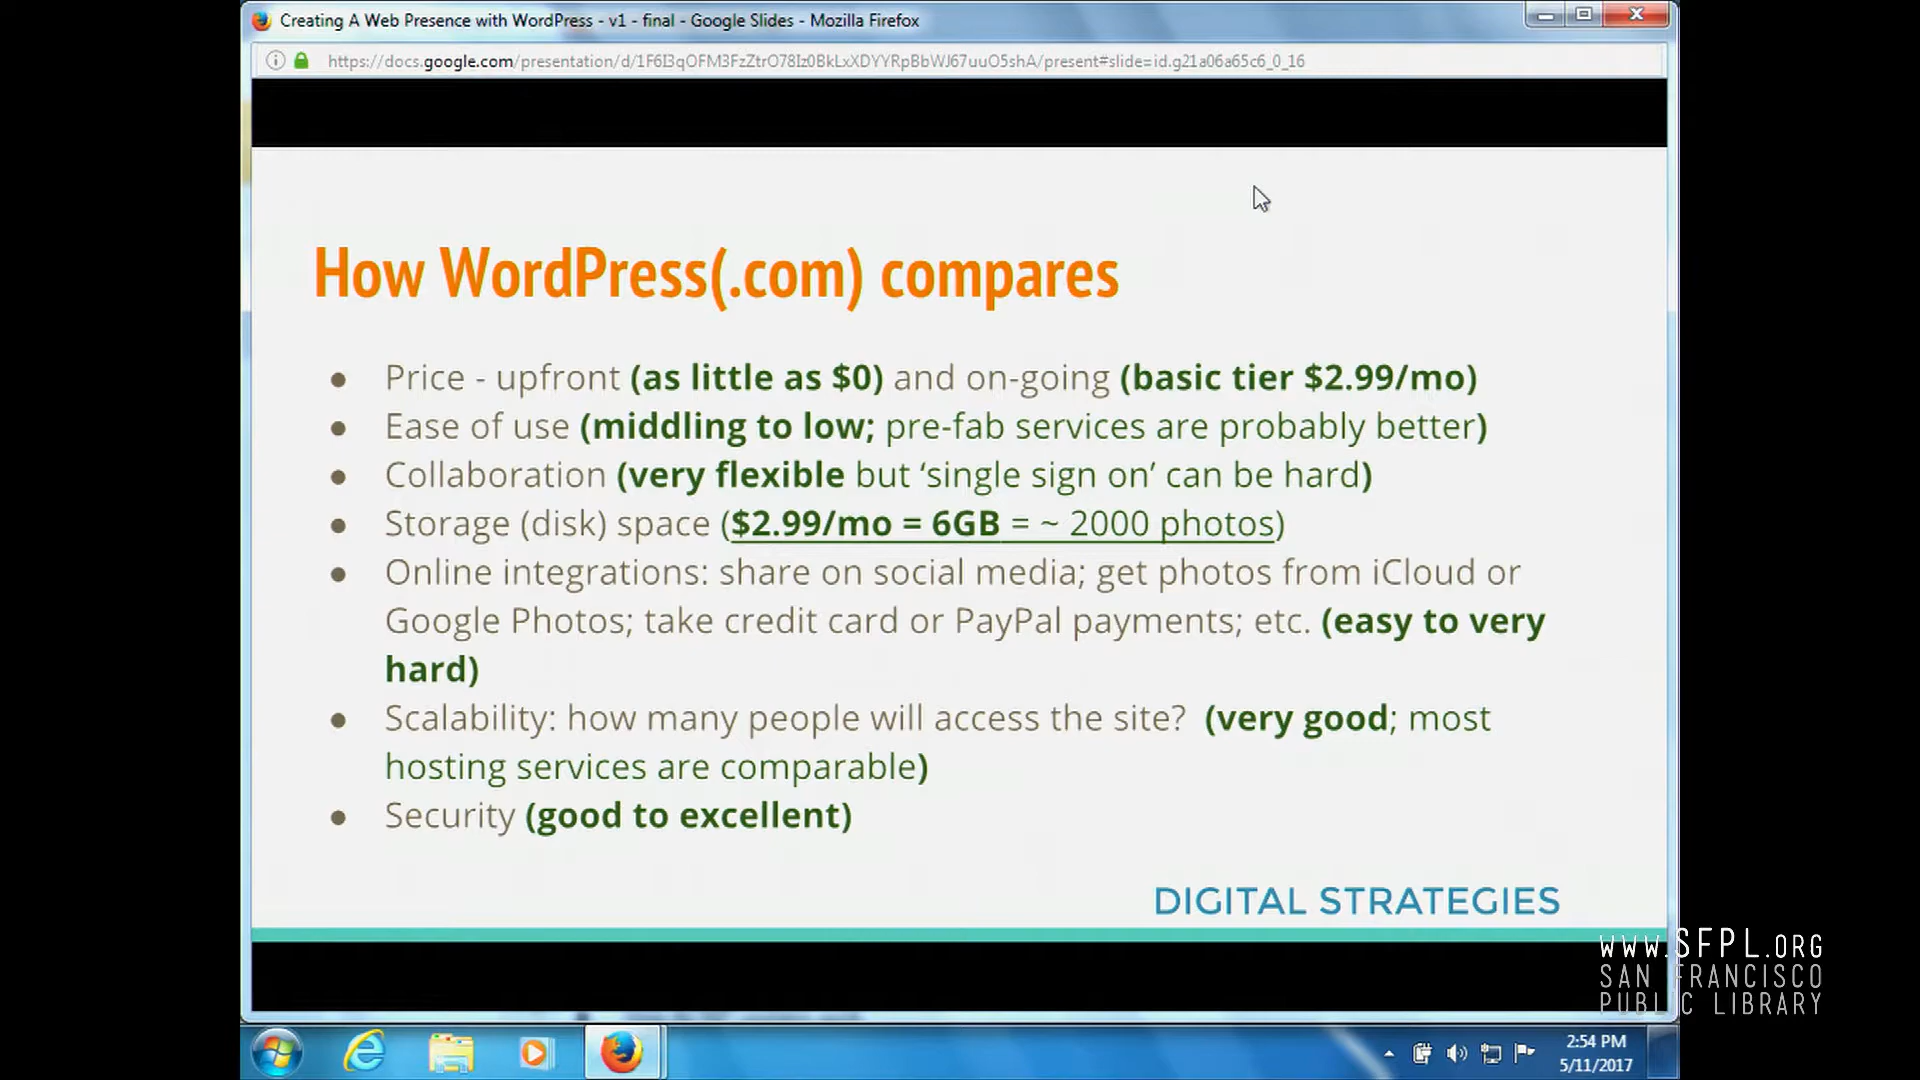 Creating A Web Presence with WordPress - v1 - final - Google Slides - Mozilla Firefox
https://docs.google.com/presentation/d/1F6I3qOFM3FzZtrO78Iz0BkLxXDYYRpBbWJ67uuO5shA/present#slide=id.g21a06a65c6_0_16
How WordPress(.com) compares
● Price - upfront (as little as $0) and on-going (basic tier $2.99/mo)
● Ease of use (middling to low; pre-fab services are probably better)
● Collaboration (very flexible but ‘single sign on’ can be hard)
● Storage (disk) space ($2.99/mo = 6GB = ~ 2000 photos)
● Online integrations: share on social media; get photos from iCloud or
Google Photos; take credit card or PayPal payments; etc. (easy to very
hard)
● Scalability: how many people will access the site? (very good; most
hosting services are comparable)
● Security (good to excellent)
DIGITAL STRATEGIES
WWW.SFPL.ORG
SAN FRANCISCO
PUBLIC LIBRARY
2:54 PM
5/11/2017